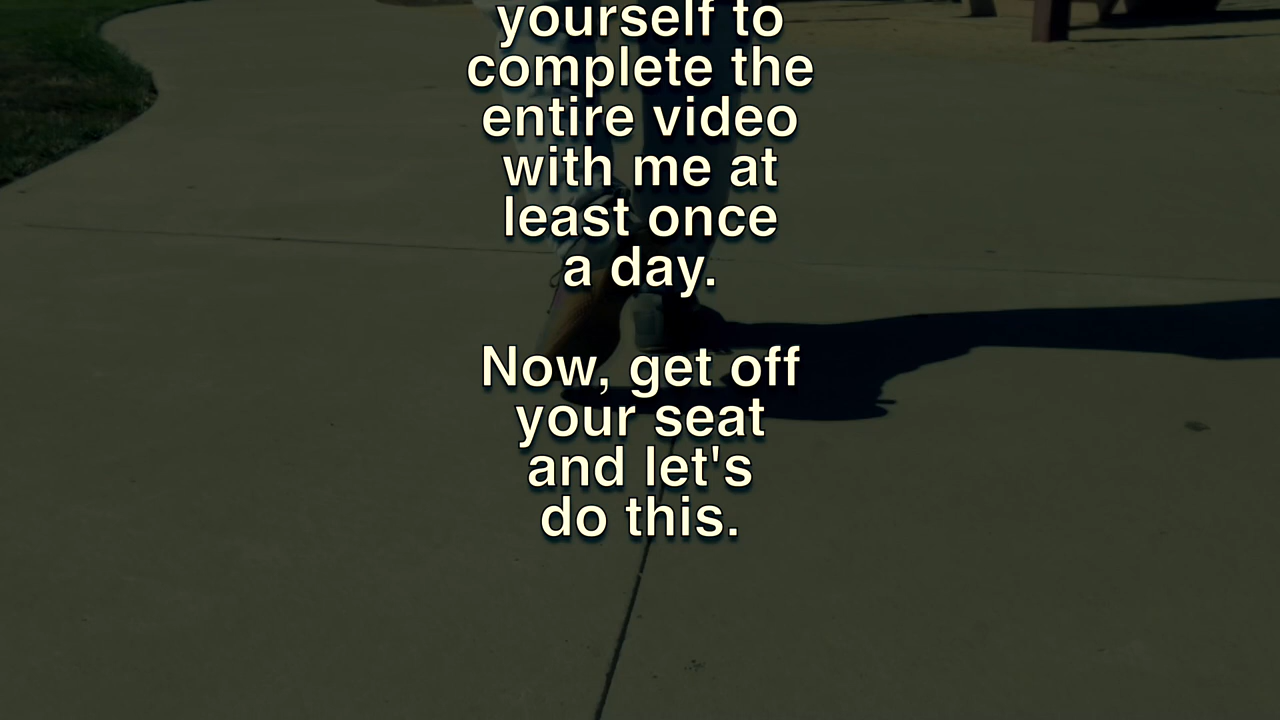 yourself to
complete the
entire video
with me at
least once
a day.
Now, get off
your seat
and let's
do this.